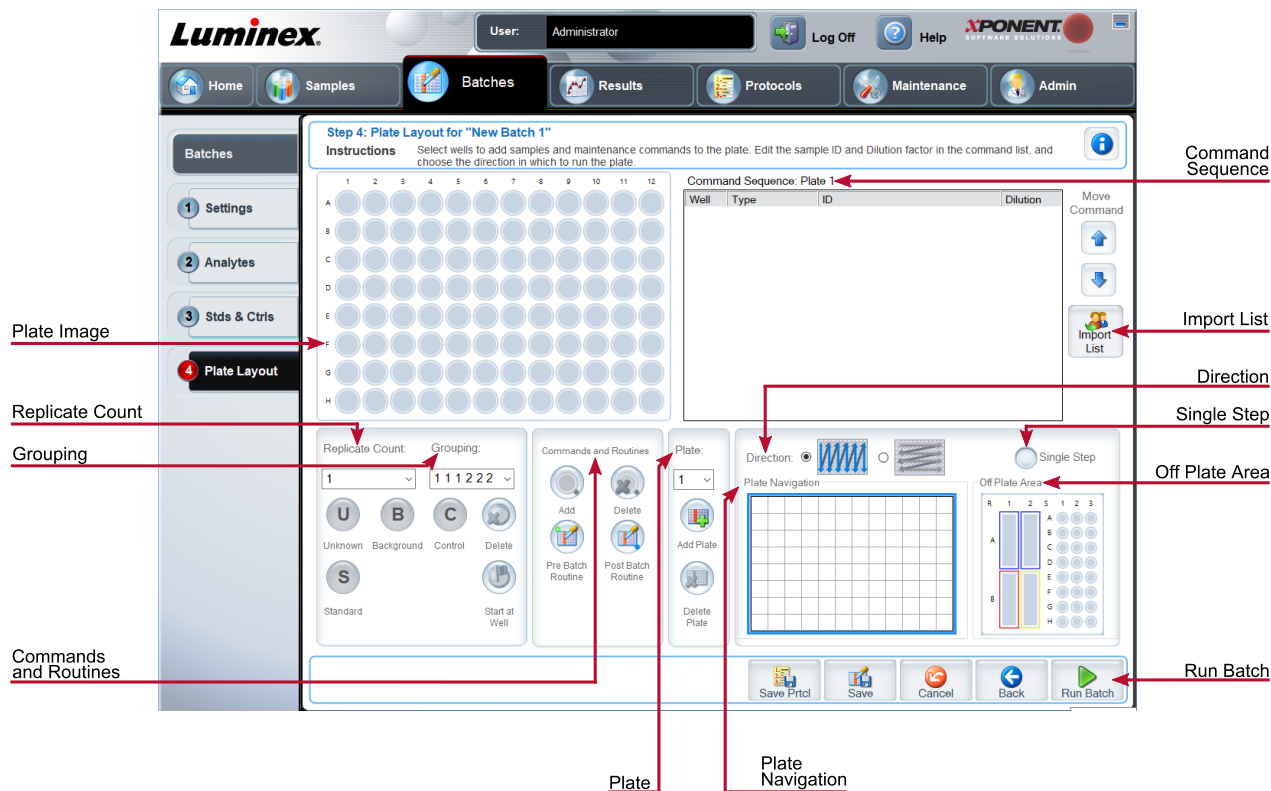 Luminex.
User: Administrator
Log Off
Help
XPONENT.
SOFTWARE SOLUTIONS
Home
Samples
Batches
Results
Protocols
Maintenance
Admin
Batches
1 Settings
2 Analytes
3 Stds & Ctrls
4 Plate Layout
Step 4: Plate Layout for "New Batch 1"
Instructions Select wells to add samples and maintenance commands to the plate. Edit the sample ID and Dilution factor in the command list, and
choose the direction in which to run the plate.
1 2 3 4 5 6 7 8 9 10 11 12
A
B
C
D
E
F
G
H
Command Sequence: Plate 1
Well Type ID Dilution
Move
Command
Import
List
Replicate Count: Grouping:
1 1 1 1 2 2 2
U B C
Unknown Background Control Delete
S
Standard Start at
Well
Commands and Routines
Add Delete
Pre Batch
Routine
Post Batch
Routine
Plate:
1
Add Plate
Delete
Plate
Direction:
Single Step
Plate Navigation
Off Plate Area
R 1 2 S 1 2 3
A
B
A
B
C
D
E
F
G
H
Save Prtcl
Save
Cancel
Back
Run Batch
Plate Image
Replicate Count
Grouping
Commands
and Routines
Plate
Plate
Navigation
Command
Sequence
Import List
Direction
Single Step
Off Plate Area
Run Batch